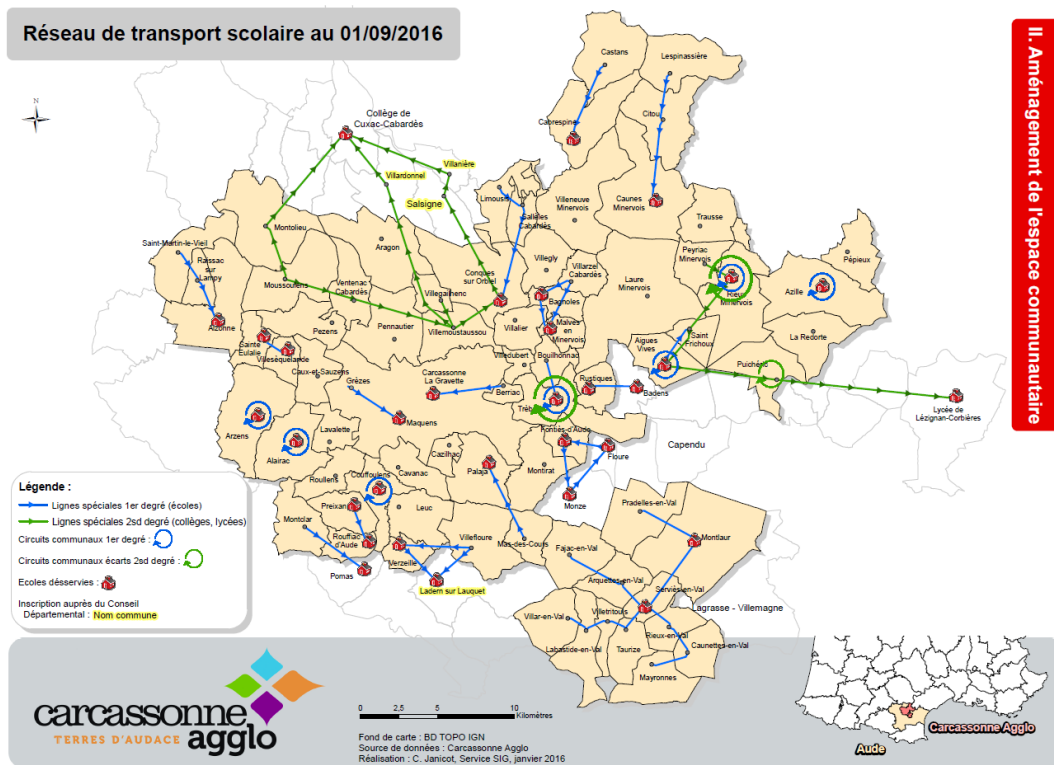 Réseau de transport scolaire au 01/09/2016
II. Aménagement de l'espace communautaire
N
Castans
Lespinassière
Cabrespine
Citou
Collège de
Cuxac-Cabardès
Villanière
Villardonnel
Salsigne
Limousis
Sallèles
Cabardès
Villeneuve
Minervois
Caunes
Minervois
Trausse
Peyriac
Minervois
Pépieux
Azille
Rieux
Minervois
La Redorte
Saint-Martin-le-Vieil
Raissac
sur
Lampy
Montolieu
Aragon
Moussoulens
Ventenac
Cabardès
Villegailhenc
Conques
sur Orbiel
Villegly
Villarzel
Cabardès
Laure
Minervois
Bagnoles
Malves
en
Minervois
Villalier
Villemoustaussou
Alzonne
Pezens
Pennautier
Sainte
Eulalie
Villesèquelande
Caux-et-Sauzens
Grèzes
Carcassonne
La Gravette
Villedubert
Bouilhonnac
Berriac
Rustiques
Badens
Aigues
Vives
Saint
Frichoux
Puichéric
Lycée de
Lézignan-Corbières
Trèb
Maquens
Arzens
Alairac
Lavalette
Cazilhac
Palaja
Fontiès-d'Aude
Floure
Capendu
Montirat
Monze
Roullens
Couffoulens
Cavanac
Leuc
Preixan
Montclar
Rouffiac
d'Aude
Pomas
Verzeille
Villefloure
Mas-des-Cours
Ladern sur Lauquet
Pradelles-en-Val
Montlaur
Fajac-en-Val
Arquettes-en-Val
Serviès-en-Val
Lagrasse - Villemagne
Villar-en-Val
Villetritouls
Rieux-en-Val
Labastide-en-Val
Taurize
Caunettes-en-Val
Mayronnes
Légende :
Lignes spéciales 1er degré (écoles)
Lignes spéciales 2sd degré (collèges, lycées)
Circuits communaux 1er degré :
Circuits communaux écarts 2sd degré :
Ecoles désservies :
Inscription auprès du Conseil
Départemental : Nom commune
carcassonne
TERRES D'AUDACE agglo
0 2,5 5 10
Kilomètres
Fond de carte : BD TOPO IGN
Source de données : Carcassonne Agglo
Réalisation : C. Janicot, Service SIG, janvier 2016
Carcassonne Agglo
Aude